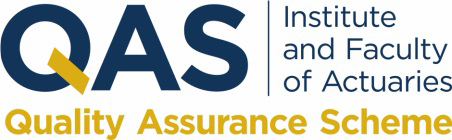 QAS
Institute
and Faculty
of Actuaries
Quality Assurance Scheme